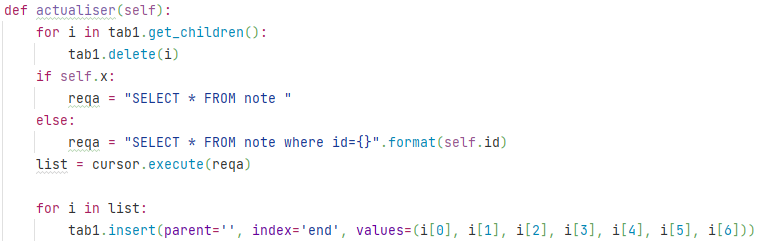 def actualiser(self):
    for i in tab1.get_children():
        tab1.delete(i)
    if self.x:
        reqa = "SELECT * FROM note "
    else:
        reqa = "SELECT * FROM note where id={}".format(self.id)
    list = cursor.execute(reqa)

    for i in list:
        tab1.insert(parent='', index='end', values=(i[0], i[1], i[2], i[3], i[4], i[5], i[6]))